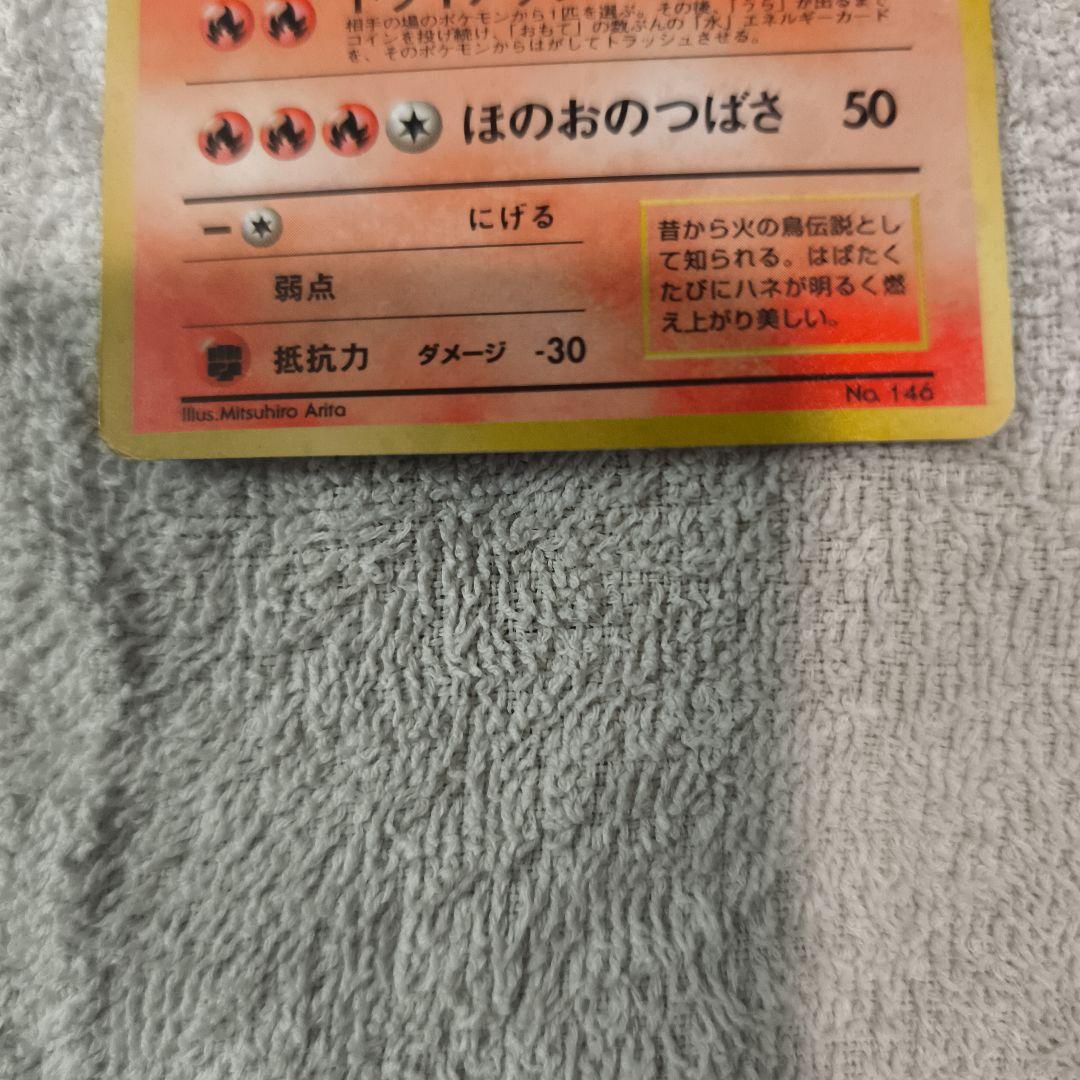 相手の場のポケモンから1匹を選ぶ。その後、「うら」が出るまで
コインを投げ続け、「おもて」の数ぶんの「水」エネルギーカード
を、そのポケモンからはがしてトラッシュさせる。
ほのおのつばさ 50
にげる
弱点
抵抗力 ダメージ -30
昔から火の鳥伝説とし
て知られる。はばたく
たびにハネが明るく燃
え上がり美しい。
Illus.Mitsuhiro Arita
No. 146